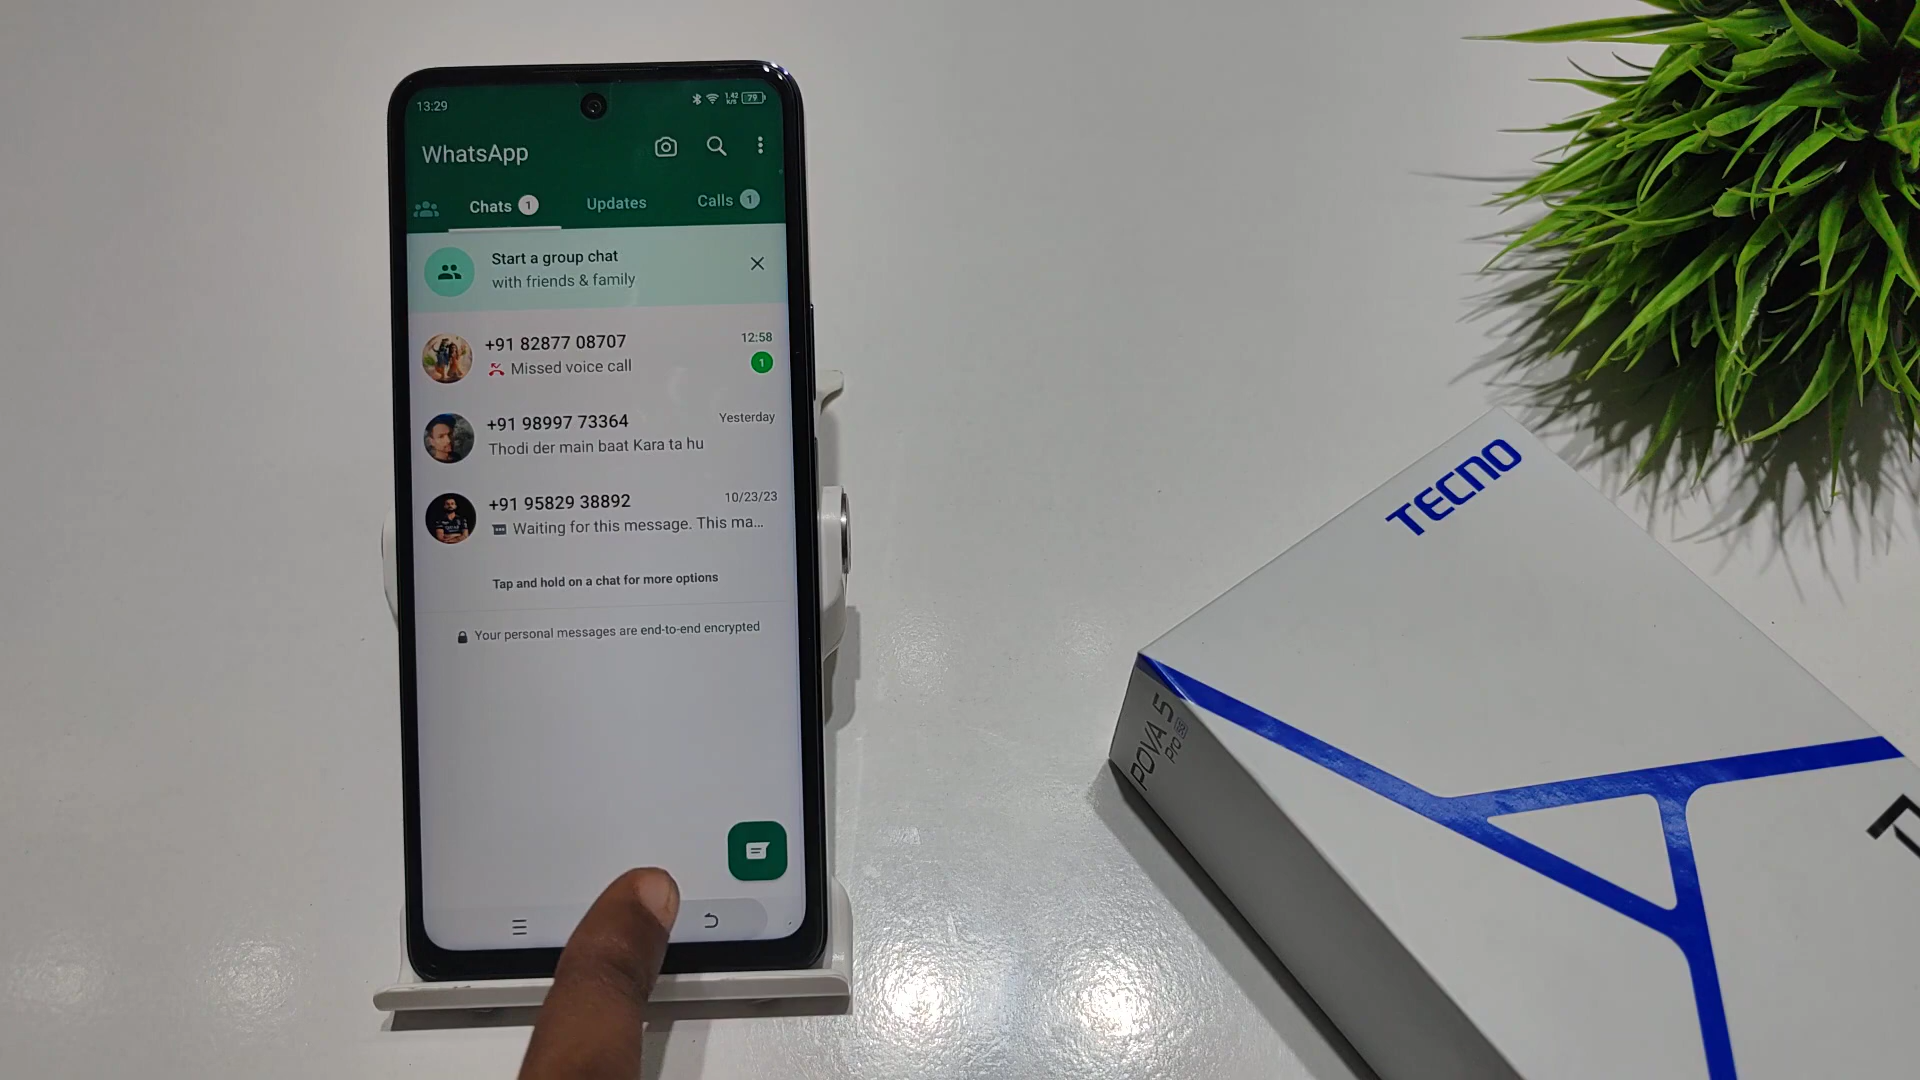 13:29
1.42
K/S
79
WhatsApp
Chats 1
Updates
Calls 1
Start a group chat
with friends & family
+91 82877 08707
12:58
Missed voice call
1
+91 98997 73364
Yesterday
Thodi der main baat Kara ta hu
+91 95829 38892
10/23/23
Waiting for this message. This ma...
Tap and hold on a chat for more options
Your personal messages are end-to-end encrypted
TECNO
POVA 5
Pro